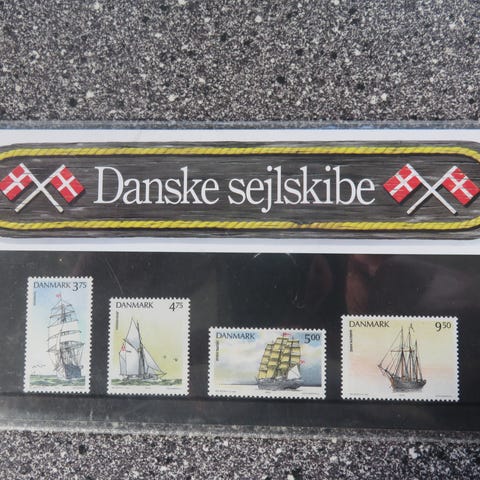 Danske sejlskibe
DANMARK 3.75
DANMARK 4.75
DANMARK 5.00
DANMARK 9.50